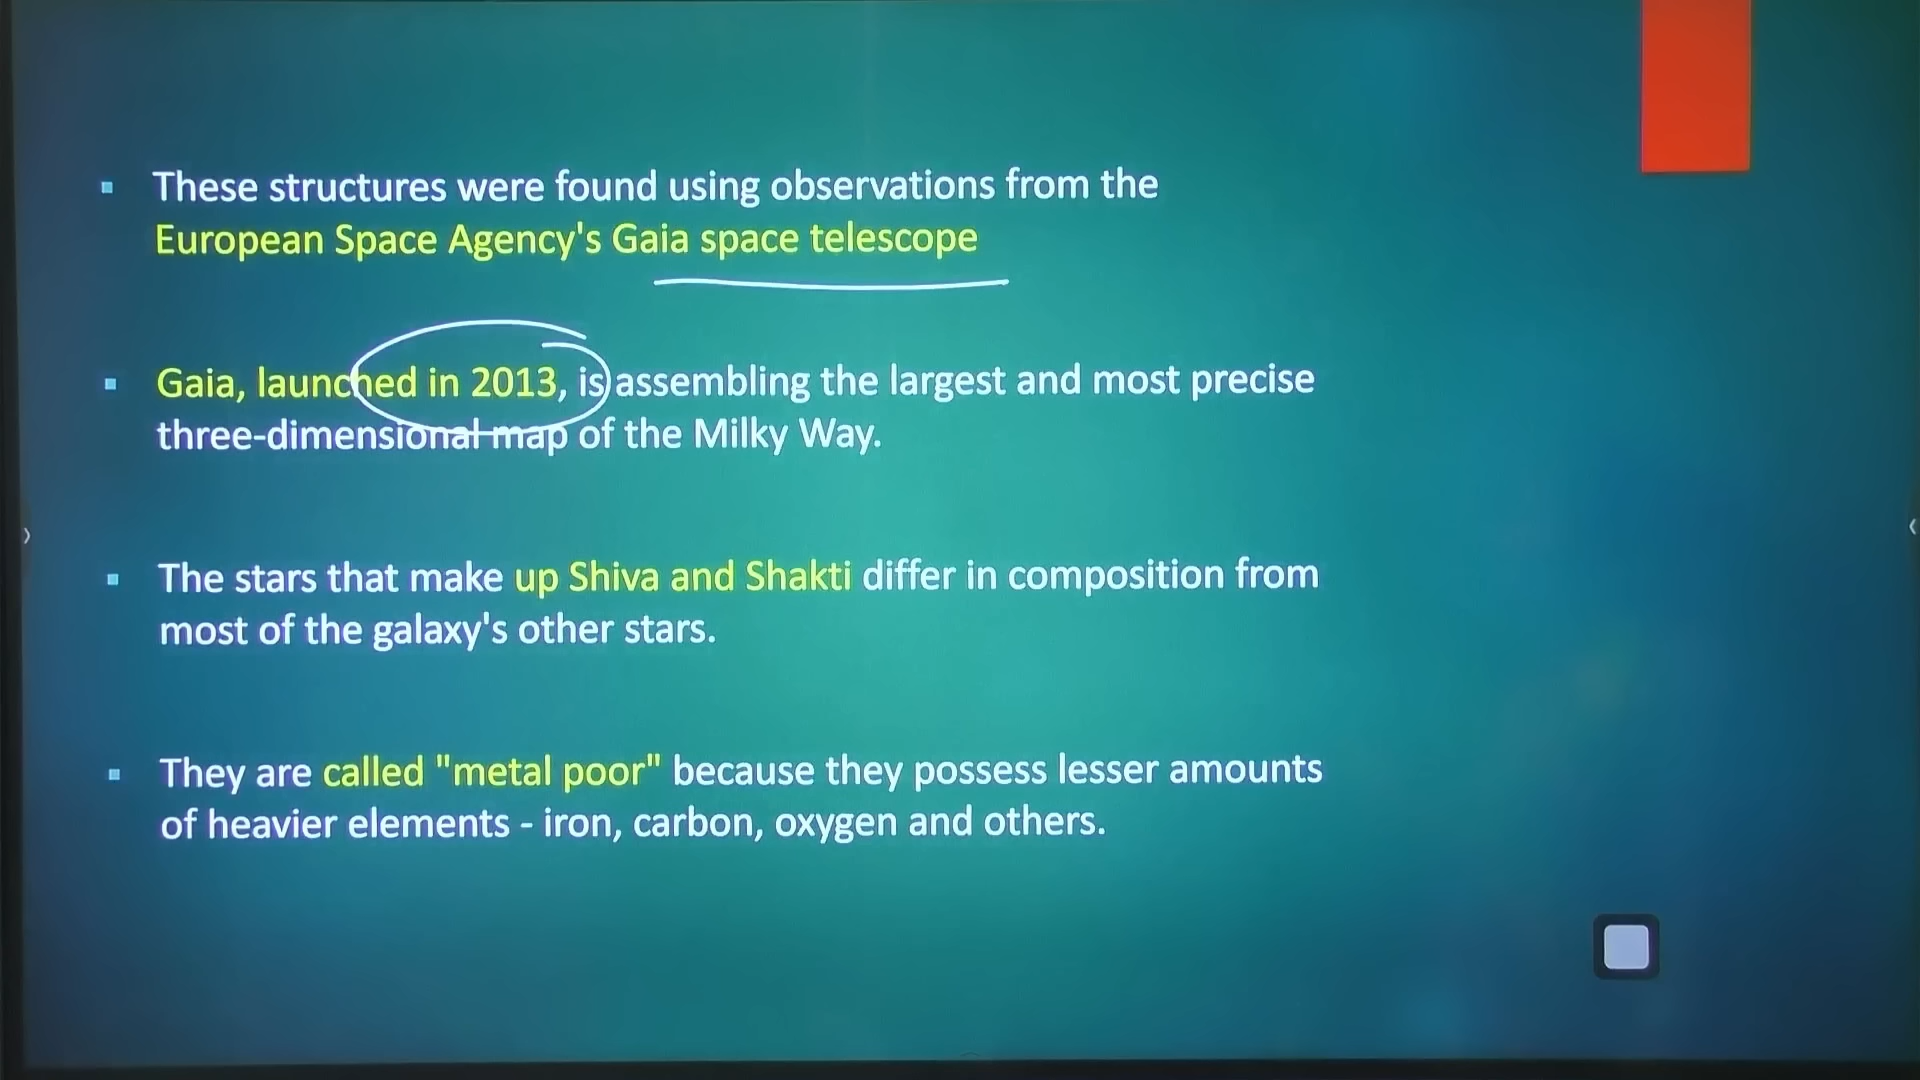 These structures were found using observations from the
European Space Agency's Gaia space telescope
Gaia, launched in 2013, is assembling the largest and most precise
three-dimensional map of the Milky Way.
The stars that make up Shiva and Shakti differ in composition from
most of the galaxy's other stars.
They are called "metal poor" because they possess lesser amounts
of heavier elements - iron, carbon, oxygen and others.